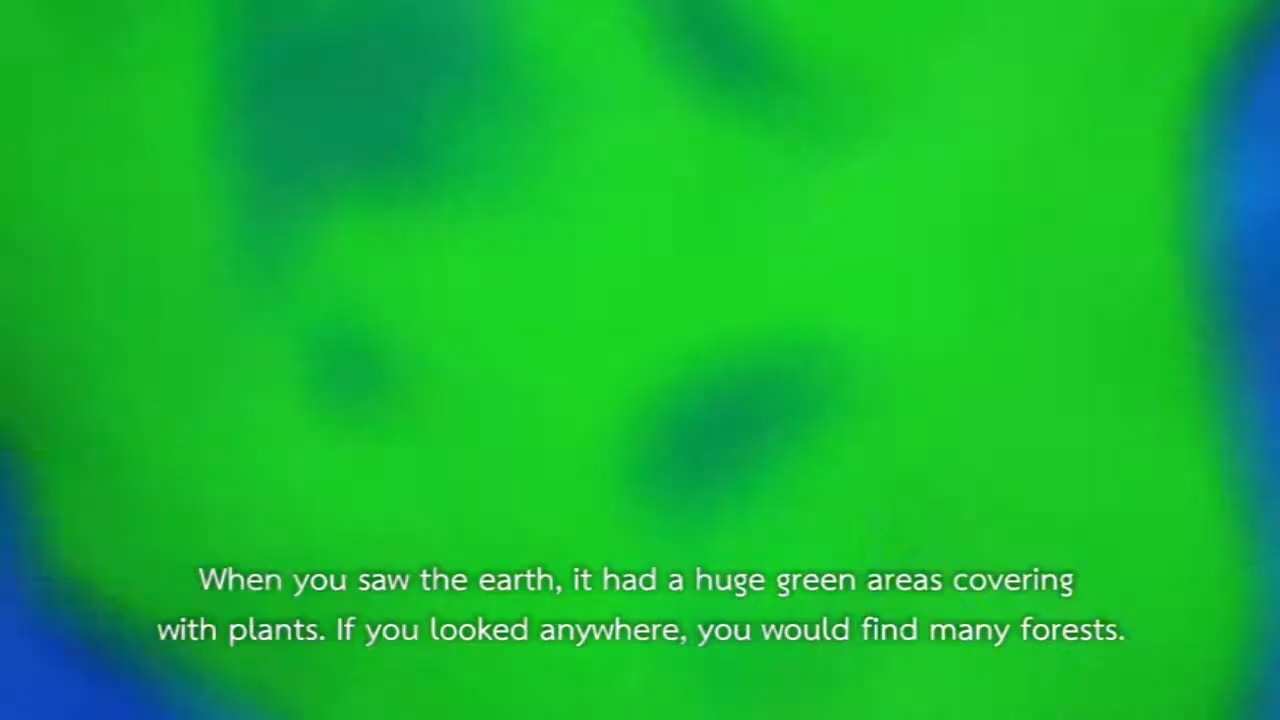 When you saw the earth, it had a huge green areas covering
with plants. If you looked anywhere, you would find many forests.